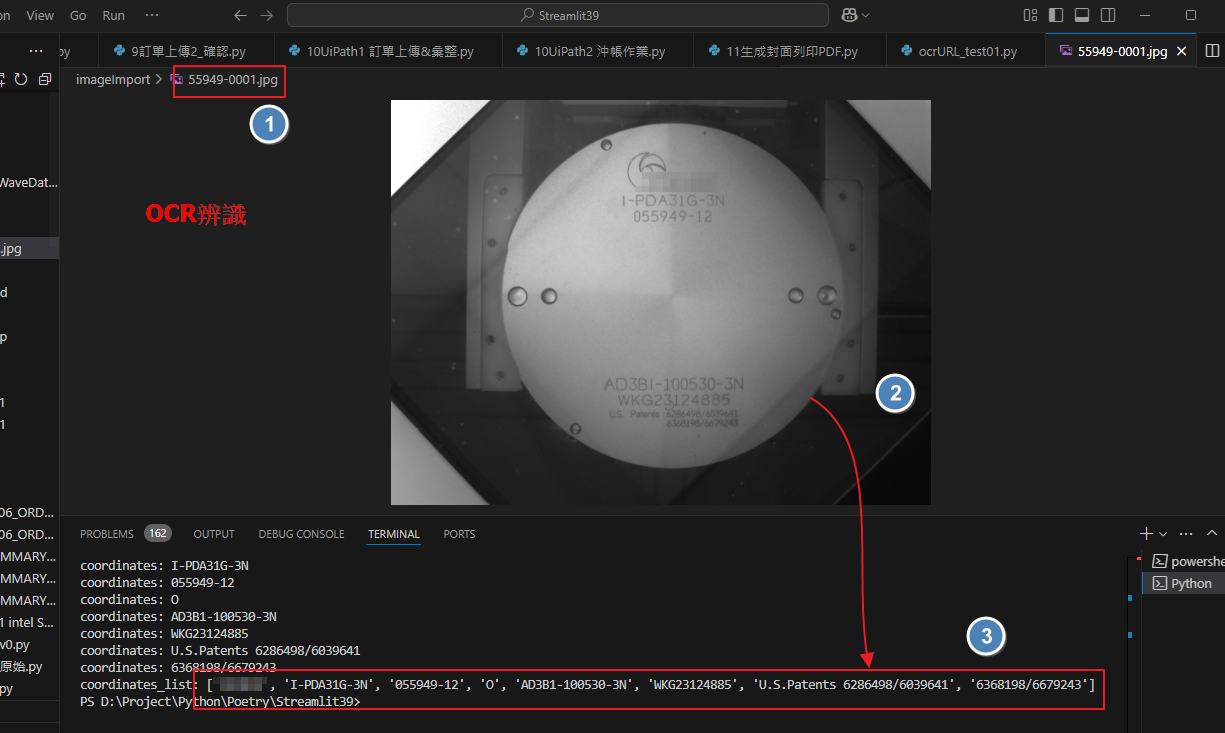 on View Go Run ··· Streamlit39
··· py 9訂單上傳2_確認.py 10UiPath1 訂單上傳&彙整.py 10UiPath2 沖帳作業.py 11生成封面列印PDF.py ocrURL_test01.py 55949-0001.jpg
imageImport > 55949-0001.jpg
1
WaveDat...
OCR辨識
I-PDA31G-3N
055949-12
.jpg
d
p
AD3BI-100530-3N
WKG23124885
U.S. Patents 6286498/6039641
6368198/6679243
2
1
1
06_ORD...
06_ORD...
MMARY...
MMARY...
MMARY...
1 intel S...
v0.py
原始.py
py
PROBLEMS 162 OUTPUT DEBUG CONSOLE TERMINAL PORTS
powershe
Python
coordinates: I-PDA31G-3N
coordinates: 055949-12
coordinates: O
coordinates: AD3B1-100530-3N
coordinates: WKG23124885
coordinates: U.S.Patents 6286498/6039641
coordinates: 6368198/6679243
3
coordinates_list: [ , 'I-PDA31G-3N', '055949-12', 'O', 'AD3B1-100530-3N', 'WKG23124885', 'U.S.Patents 6286498/6039641', '6368198/6679243']
PS D:\Project\Python\Poetry\Streamlit39>